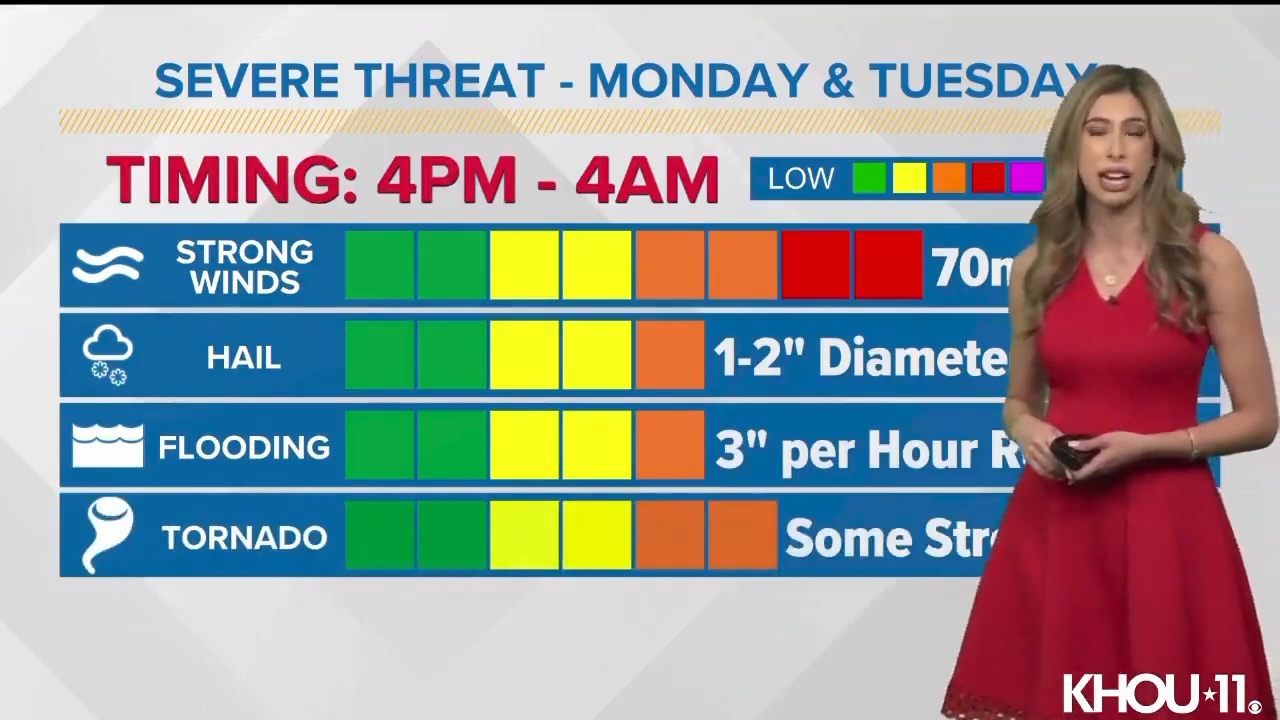 SEVERE THREAT - MONDAY & TUESDAY
TIMING: 4PM - 4AM
LOW
STRONG
WINDS
70m
HAIL
1-2" Diamete
FLOODING
3" per Hour R
TORNADO
Some Str
KHOU★11